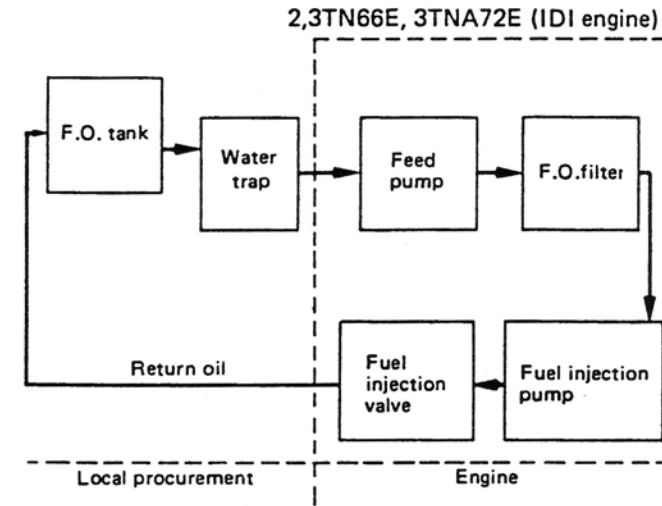 2,3TN66E, 3TNA72E (IDI engine)
F.O. tank
Water
trap
Feed
pump
F.O.filter
Return oil
Fuel
injection
valve
Fuel injection
pump
Local procurement
Engine